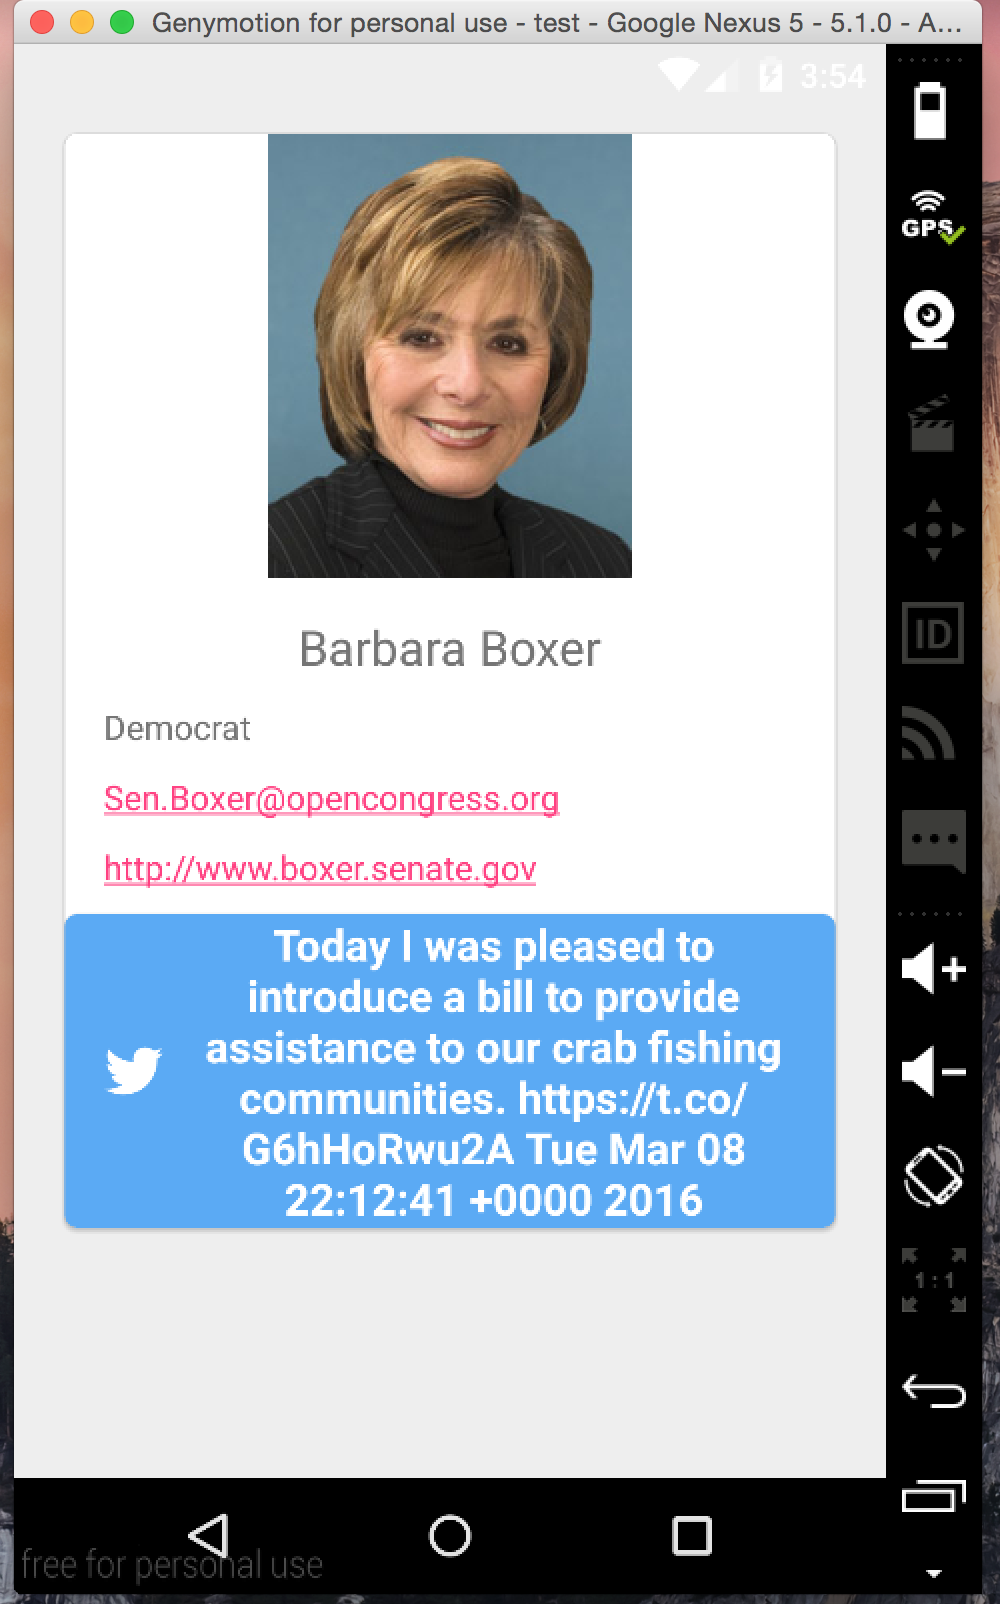 Genymotion for personal use - test - Google Nexus 5 - 5.1.0 - A...
3:54
GPS
Barbara Boxer
Democrat
Sen.Boxer@opencongress.org
http://www.boxer.senate.gov
ID
Today I was pleased to
introduce a bill to provide
assistance to our crab fishing
communities. https://t.co/
G6hHoRwu2A Tue Mar 08
22:12:41 +0000 2016
1:1
free for personal use